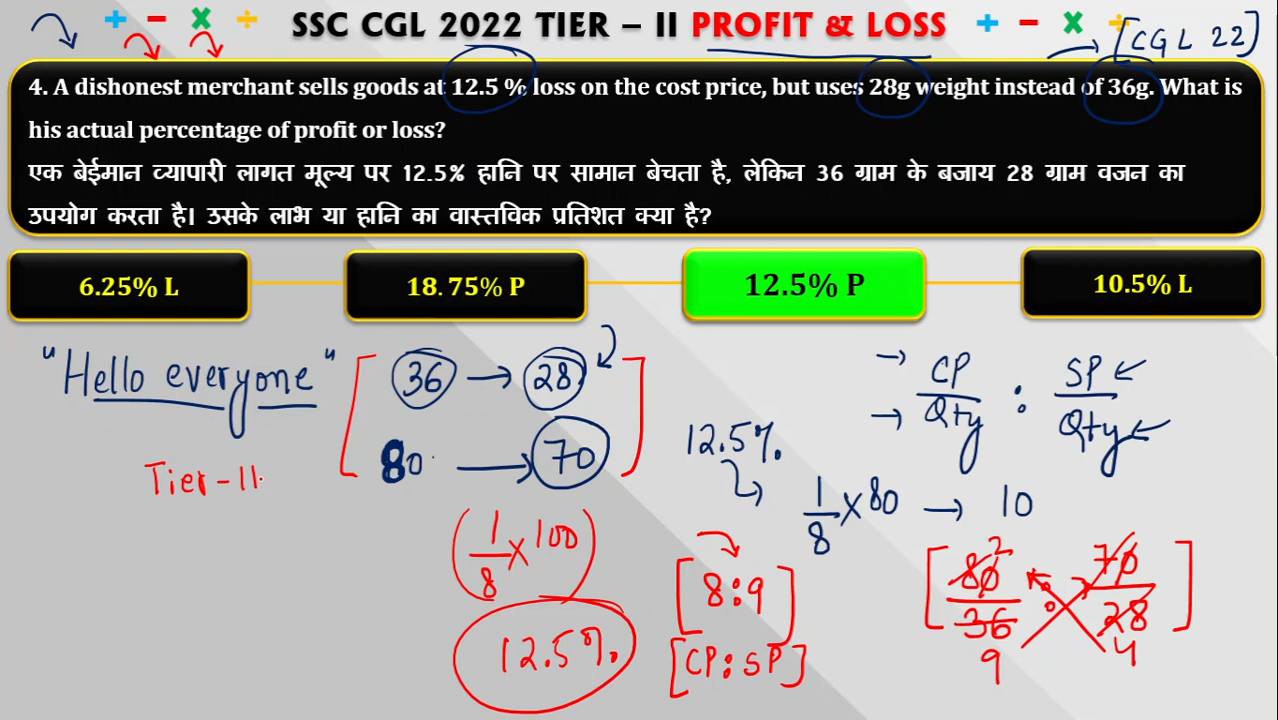 SSC CGL 2022 TIER – II PROFIT & LOSS
[CGL 22]
4. A dishonest merchant sells goods at 12.5 % loss on the cost price, but uses 28g weight instead of 36g. What is
his actual percentage of profit or loss?
एक बेईमान व्यापारी लागत मूल्य पर 12.5% हानि पर सामान बेचता है, लेकिन 36 ग्राम के बजाय 28 ग्राम वजन का
उपयोग करता है। उसके लाभ या हानि का वास्तविक प्रतिशत क्या है?
6.25% L
18.75% P
12.5% P
10.5% L
"Hello everyone"
Tier-II
36 → 28
80 → 70
CP/Qty : SP/Qty
12.5%.
1/8 × 80 → 10
(1/8 × 100)
12.5%.
[8:9]
[CP:SP]
[80/36 : 70/28]
2
9
4